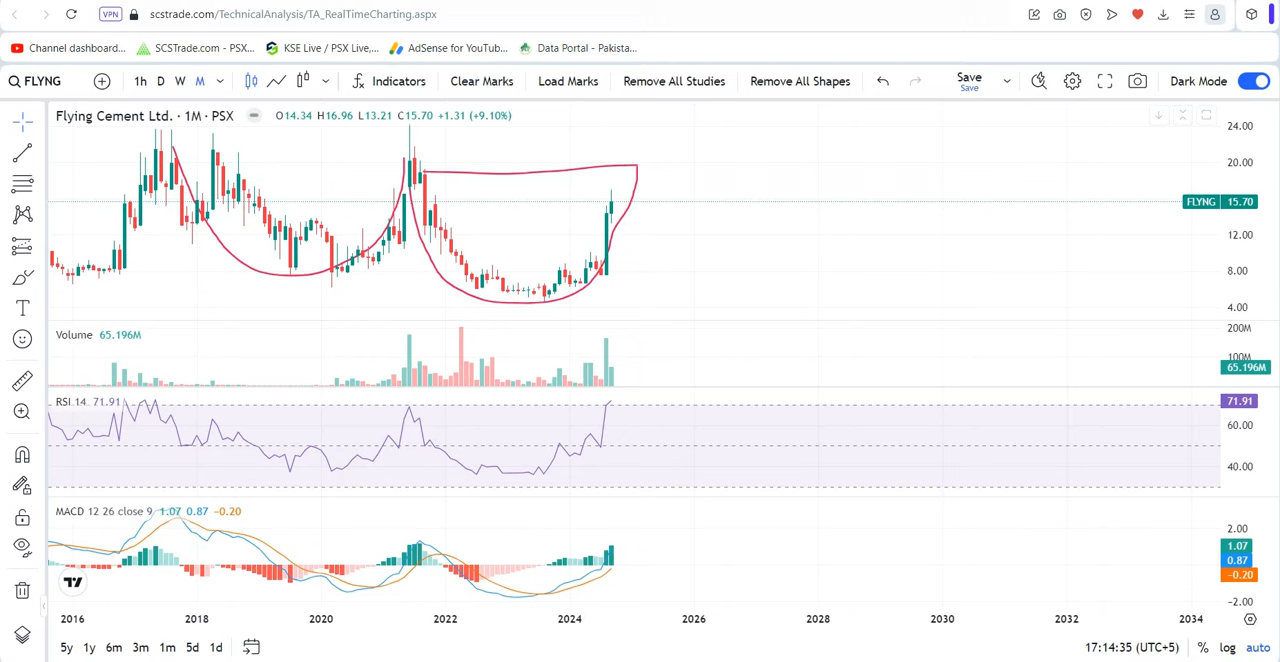 VPN scstrade.com/TechnicalAnalysis/TA_RealTimeCharting.aspx
Channel dashboard... SCSTrade.com - PSX... KSE Live / PSX Live,... AdSense for YouTub... Data Portal - Pakista...
FLYNG 1h D W M Indicators Clear Marks Load Marks Remove All Studies Remove All Shapes Save Dark Mode
Save
Flying Cement Ltd. · 1M · PSX O14.34 H16.96 L13.21 C15.70 +1.31 (+9.10%)
24.00
20.00
FLYNG 15.70
12.00
8.00
4.00
Volume 65.196M
200M
100M
65.196M
RSI 14 71.91
71.91
60.00
40.00
MACD 12 26 close 9 1.07 0.87 −0.20
2.00
1.07
0.87
−0.20
−2.00
2016 2018 2020 2022 2024 2026 2028 2030 2032 2034
5y 1y 6m 3m 1m 5d 1d 17:14:35 (UTC+5) % log auto